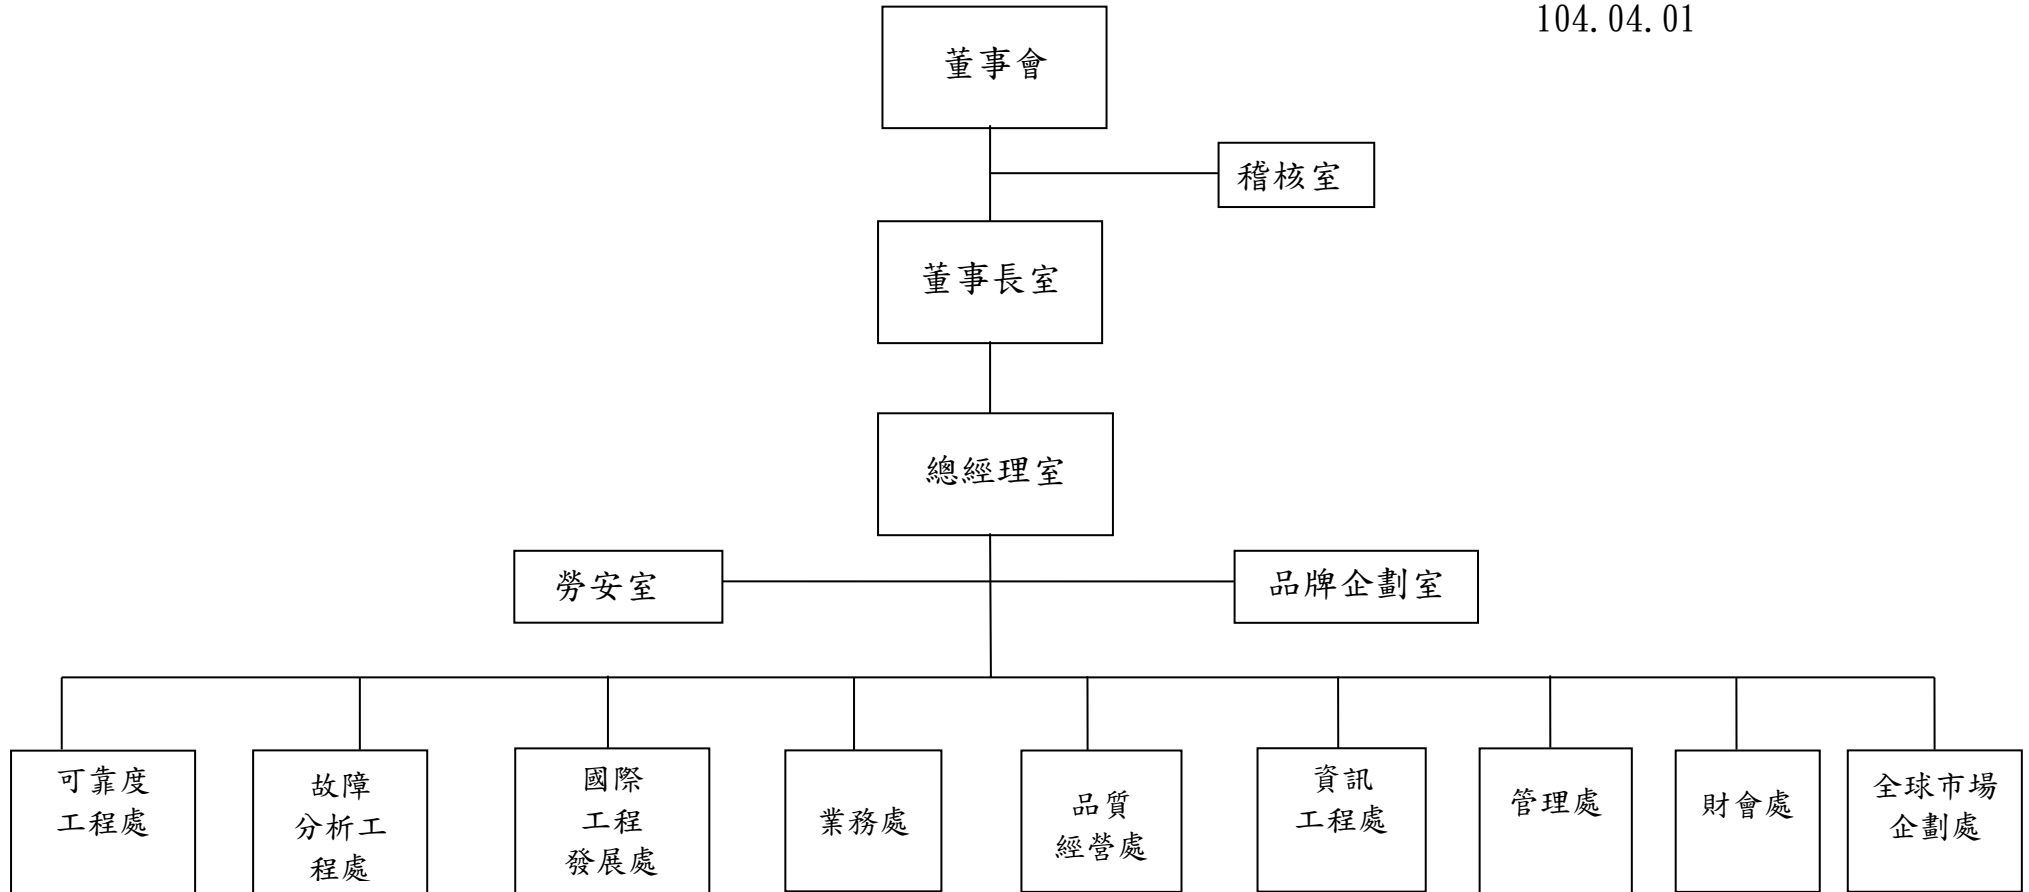 104.04.01
董事會
稽核室
董事長室
總經理室
勞安室
品牌企劃室
可靠度
工程處
故障
分析工
程處
國際
工程
發展處
業務處
品質
經營處
資訊
工程處
管理處
財會處
全球市場
企劃處